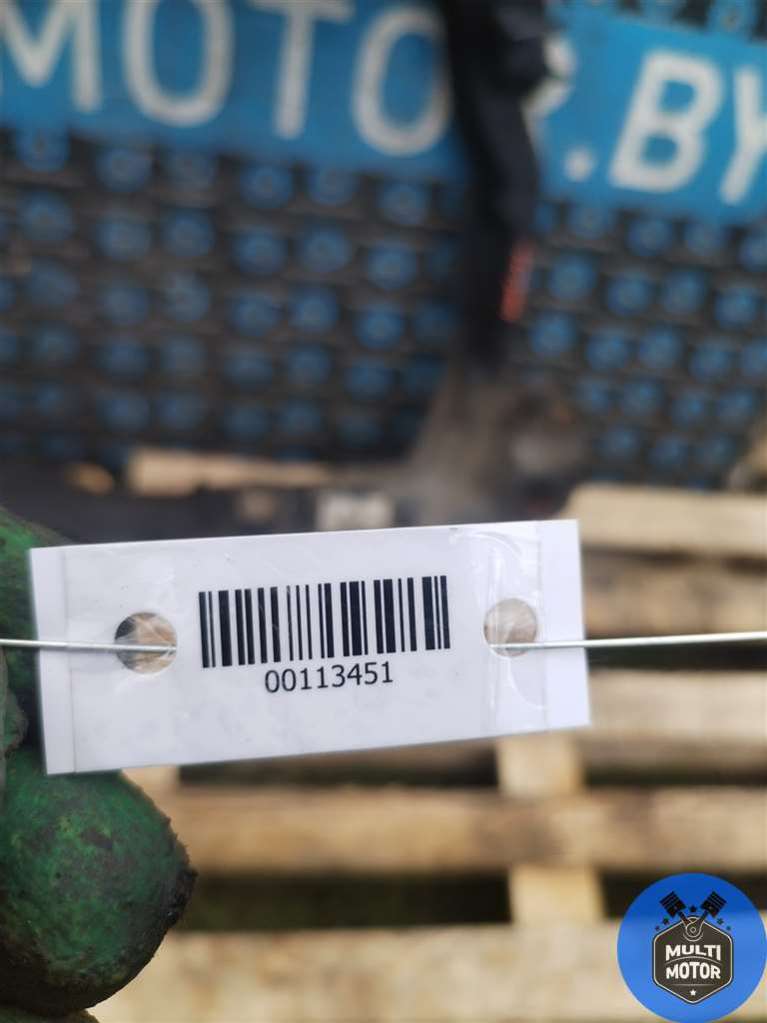 MOTO
.BY
00113451
MULTI
MOTOR